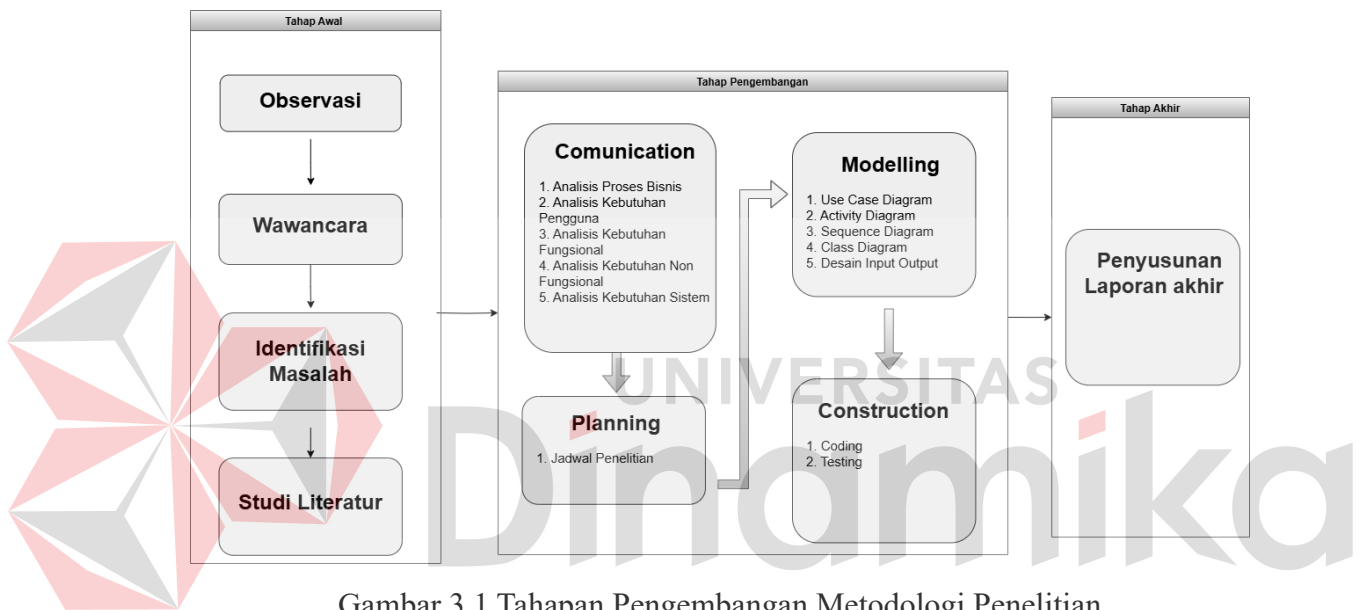 Tahap Awal
Observasi
Wawancara
Identifikasi
Masalah
Studi Literatur
Tahap Pengembangan
Comunication
1. Analisis Proses Bisnis
2. Analisis Kebutuhan
Pengguna
3. Analisis Kebutuhan
Fungsional
4. Analisis Kebutuhan Non
Fungsional
5. Analisis Kebutuhan Sistem
Planning
1. Jadwal Penelitian
Modelling
1. Use Case Diagram
2. Activity Diagram
3. Sequence Diagram
4. Class Diagram
5. Desain Input Output
Construction
1. Coding
2. Testing
Tahap Akhir
Penyusunan
Laporan akhir
UNIVERSITAS
Dinamika
Gambar 3.1 Tahapan Pengembangan Metodologi Penelitian